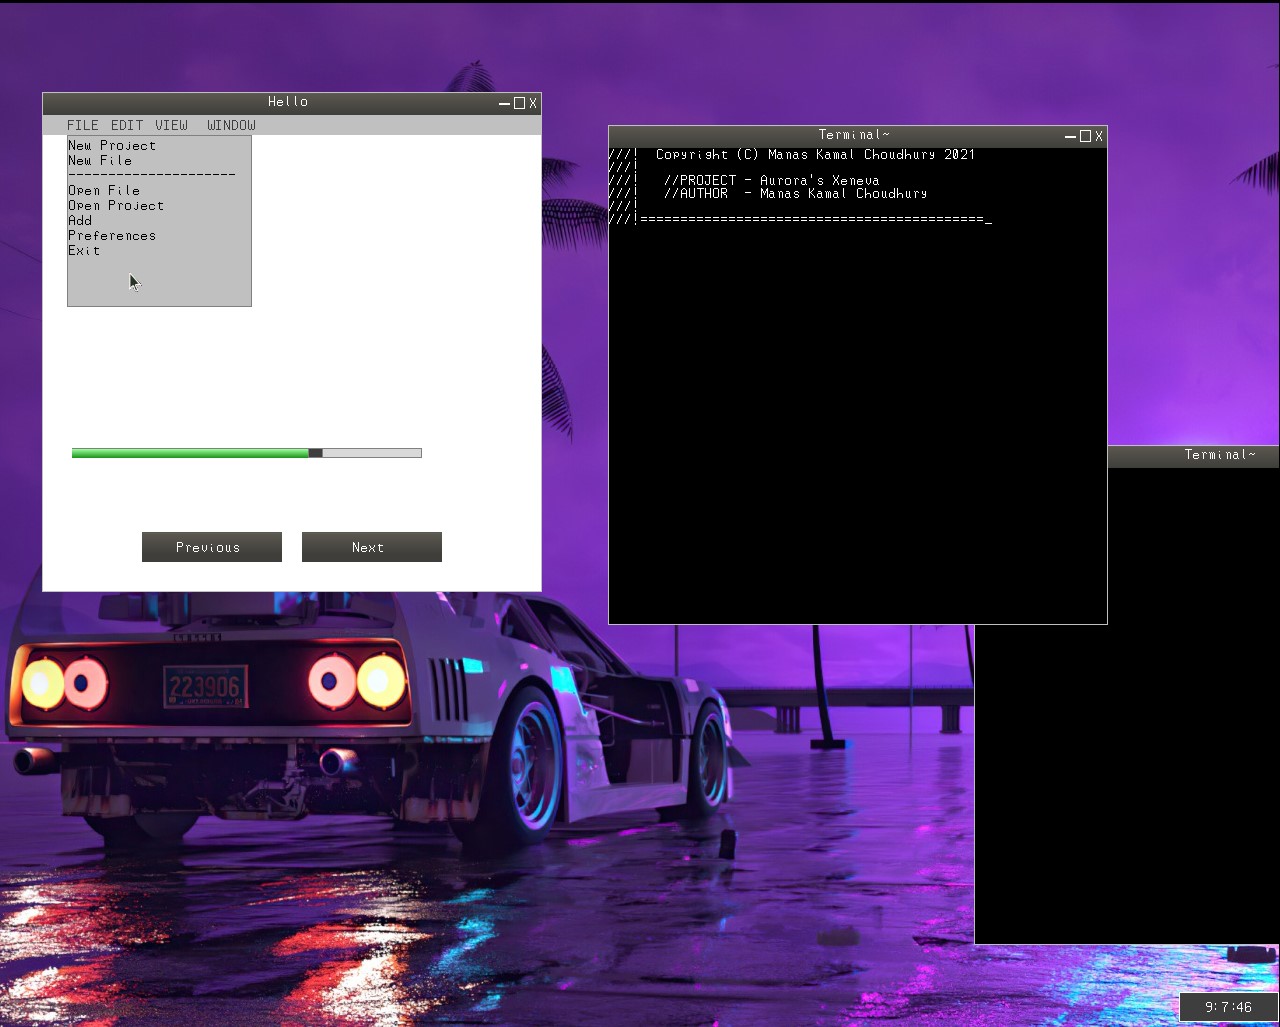 Hello
X
FILE EDIT VIEW WINDOW
New Project
New File
---------------------
Open File
Open Project
Add
Preferences
Exit
Previous
Next
Terminal~
X
///!  Copyright (C) Manas Kamal Choudhury 2021
///!
///!   //PROJECT - Aurora's Xeneva
///!   //AUTHOR  - Manas Kamal Choudhury
///!
///!===========================================_
Terminal~
223906
9:7:46